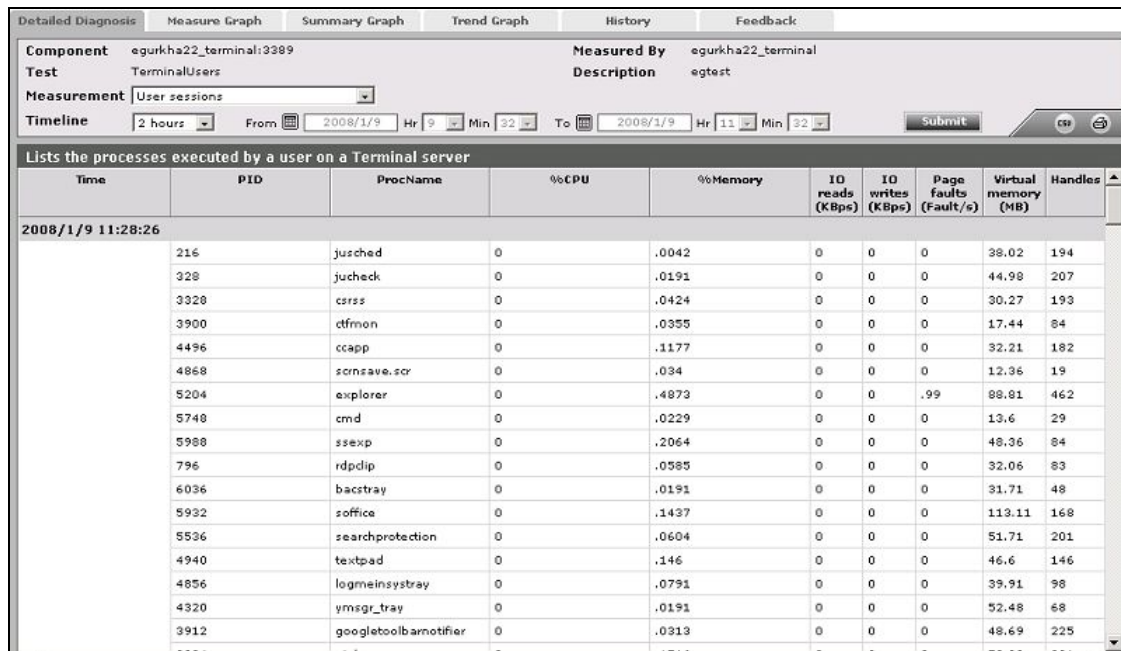 Detailed Diagnosis Measure Graph Summary Graph Trend Graph History Feedback
Component egurkha22_terminal:3389 Measured By egurkha22_terminal
Test TerminalUsers Description egtest
Measurement User sessions
Timeline 2 hours From 2008/1/9 Hr 9 Min 32 To 2008/1/9 Hr 11 Min 32 Submit CSV
Lists the processes executed by a user on a Terminal server
Time PID ProcName %CPU %Memory IO reads (KBps) IO writes (KBps) Page faults (Fault/s) Virtual memory (MB) Handles
2008/1/9 11:28:26
216 jusched 0 .0042 0 0 0 38.02 194
328 jucheck 0 .0191 0 0 0 44.98 207
3328 csrss 0 .0424 0 0 0 30.27 193
3900 ctfmon 0 .0355 0 0 0 17.44 84
4496 ccapp 0 .1177 0 0 0 32.21 182
4868 scrnsave.scr 0 .034 0 0 0 12.36 19
5204 explorer 0 .4873 0 0 .99 88.81 462
5748 cmd 0 .0229 0 0 0 13.6 29
5988 ssexp 0 .2064 0 0 0 48.36 84
796 rdpclip 0 .0585 0 0 0 32.06 83
6036 bacstray 0 .0191 0 0 0 31.71 48
5932 soffice 0 .1437 0 0 0 113.11 168
5536 searchprotection 0 .0604 0 0 0 51.71 201
4940 textpad 0 .146 0 0 0 46.6 146
4856 logmeinsystray 0 .0791 0 0 0 39.91 98
4320 ymsgr_tray 0 .0191 0 0 0 52.48 68
3912 googletoolbarnotifier 0 .0313 0 0 0 48.69 225